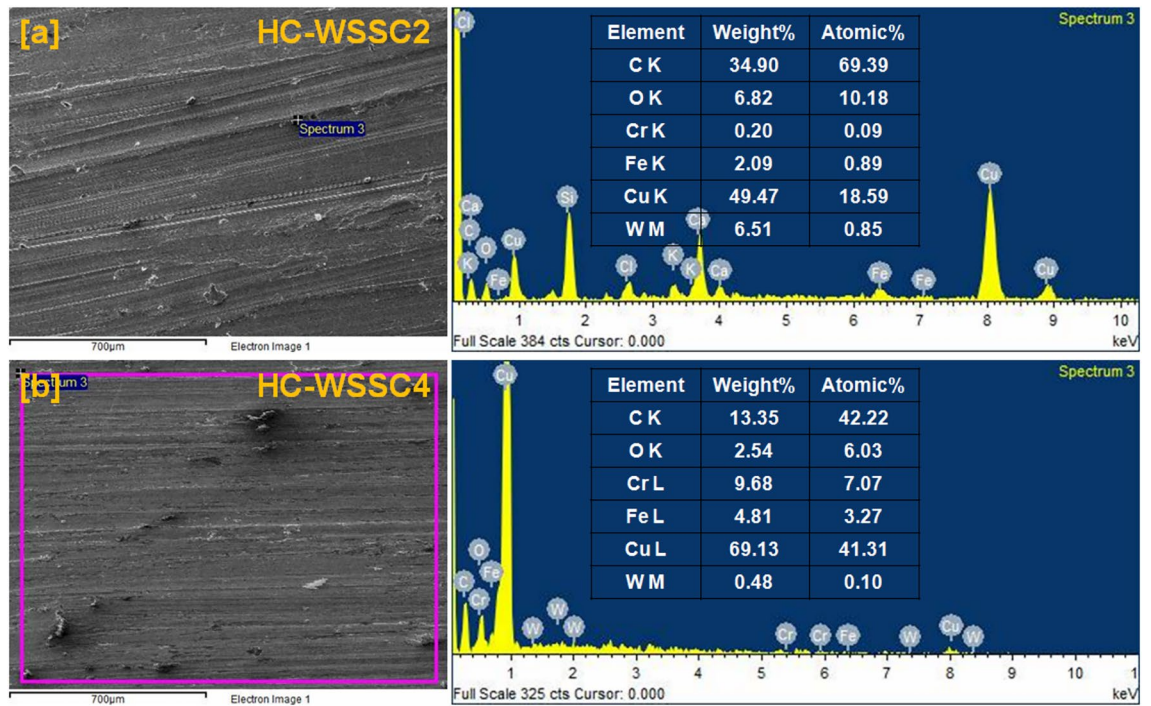 [a] HC-WSSC2
Spectrum 3
700µm Electron Image 1
Spectrum 3
Element Weight% Atomic%
C K 34.90 69.39
O K 6.82 10.18
Cr K 0.20 0.09
Fe K 2.09 0.89
Cu K 49.47 18.59
W M 6.51 0.85
Cl
Ca
C
K
O
Fe
Cu
Si
Cl
K
K
Ca
Ca
Fe
Fe
Cu
Cu
1 2 3 4 5 6 7 8 9 10
Full Scale 384 cts Cursor: 0.000 keV
[b] HC-WSSC4
Spectrum 3
700µm Electron Image 1
Spectrum 3
Element Weight% Atomic%
C K 13.35 42.22
O K 2.54 6.03
Cr L 9.68 7.07
Fe L 4.81 3.27
Cu L 69.13 41.31
W M 0.48 0.10
Cu
O
Fe
C
Cr
W
W
W
Cr
Cr
Fe
W
Cu
W
1 2 3 4 5 6 7 8 9 10 1
Full Scale 325 cts Cursor: 0.000 keV